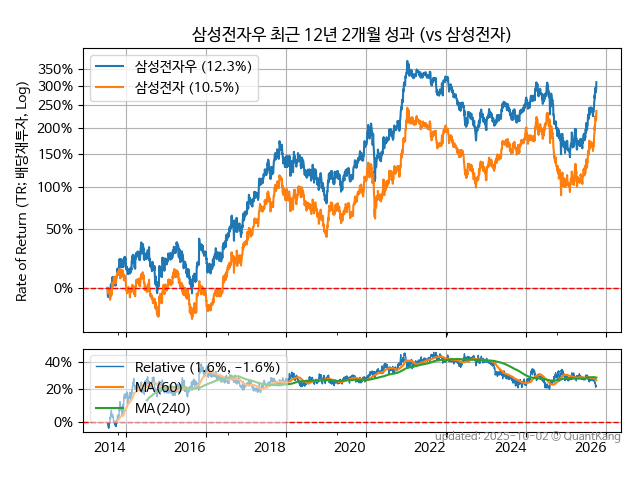 삼성전자우 최근 12년 2개월 성과 (vs 삼성전자)
삼성전자우 (12.3%)
삼성전자 (10.5%)
350%
300%
250%
200%
150%
100%
50%
0%
Rate of Return (TR: 배당재투자, Log)
Relative (1.6%, −1.6%)
MA(60)
MA(240)
40%
20%
0%
2014 2016 2018 2020 2022 2024 2026
updated: 2025-10-02 © QuantKang